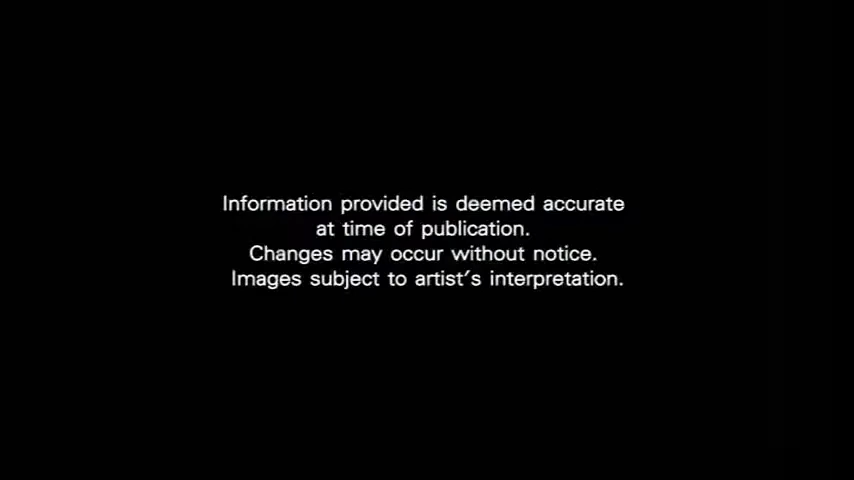 Information provided is deemed accurate
at time of publication.
Changes may occur without notice.
Images subject to artist's interpretation.